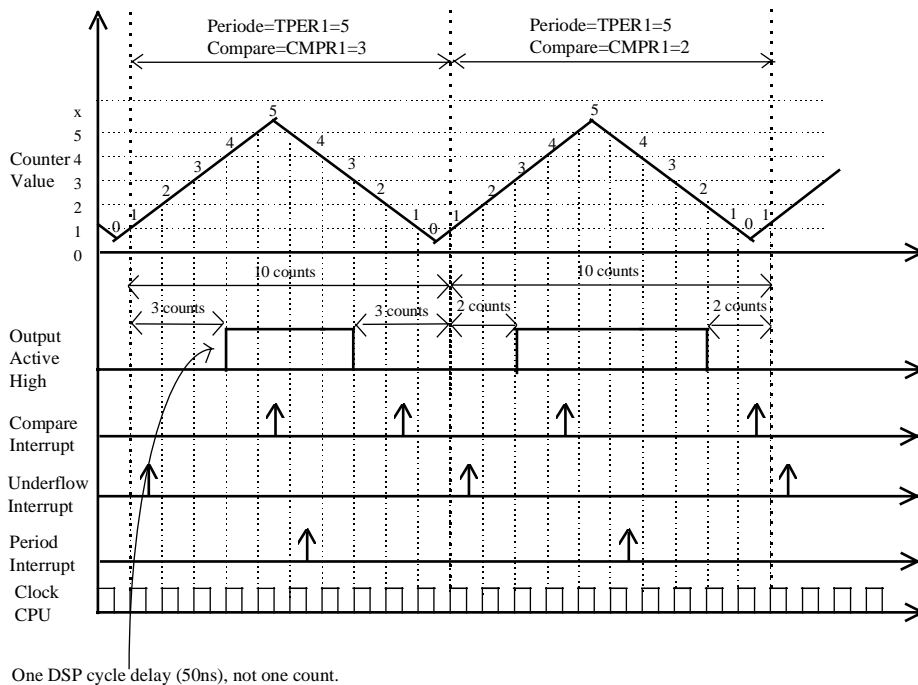 Periode=TPER1=5
Compare=CMPR1=3
Periode=TPER1=5
Compare=CMPR1=2
x
5
4
3
2
1
0
Counter
Value
0 1 2 3 4 5 4 3 2 1 0 1 2 3 4 5 4 3 2 1 0 1
10 counts
10 counts
3 counts
3 counts
2 counts
2 counts
Output
Active
High
Compare
Interrupt
Underflow
Interrupt
Period
Interrupt
Clock
CPU
One DSP cycle delay (50ns), not one count.